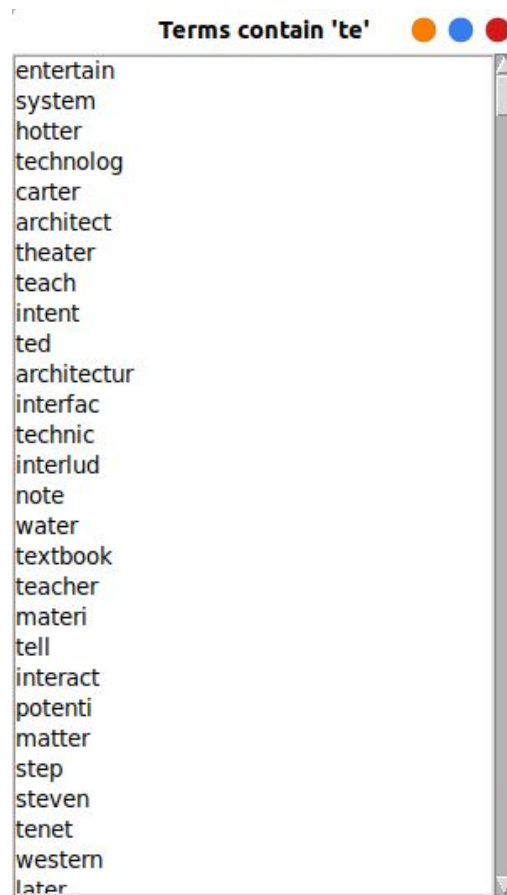 Terms contain 'te'
entertain
system
hotter
technolog
carter
architect
theater
teach
intent
ted
architectur
interfac
technic
interlud
note
water
textbook
teacher
materi
tell
interact
potenti
matter
step
steven
tenet
western
later